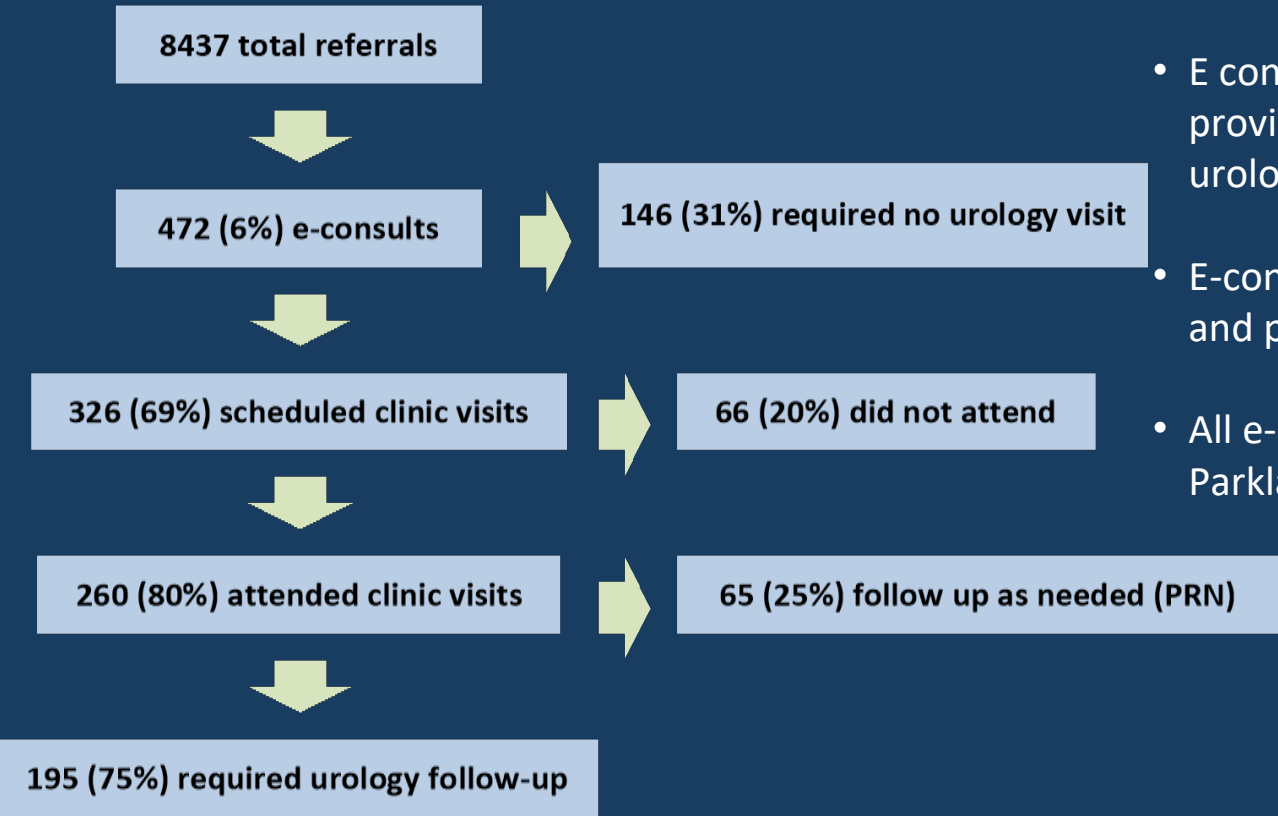 8437 total referrals
472 (6%) e-consults
146 (31%) required no urology visit
326 (69%) scheduled clinic visits
66 (20%) did not attend
260 (80%) attended clinic visits
65 (25%) follow up as needed (PRN)
195 (75%) required urology follow-up
• E
• E-
and
• All